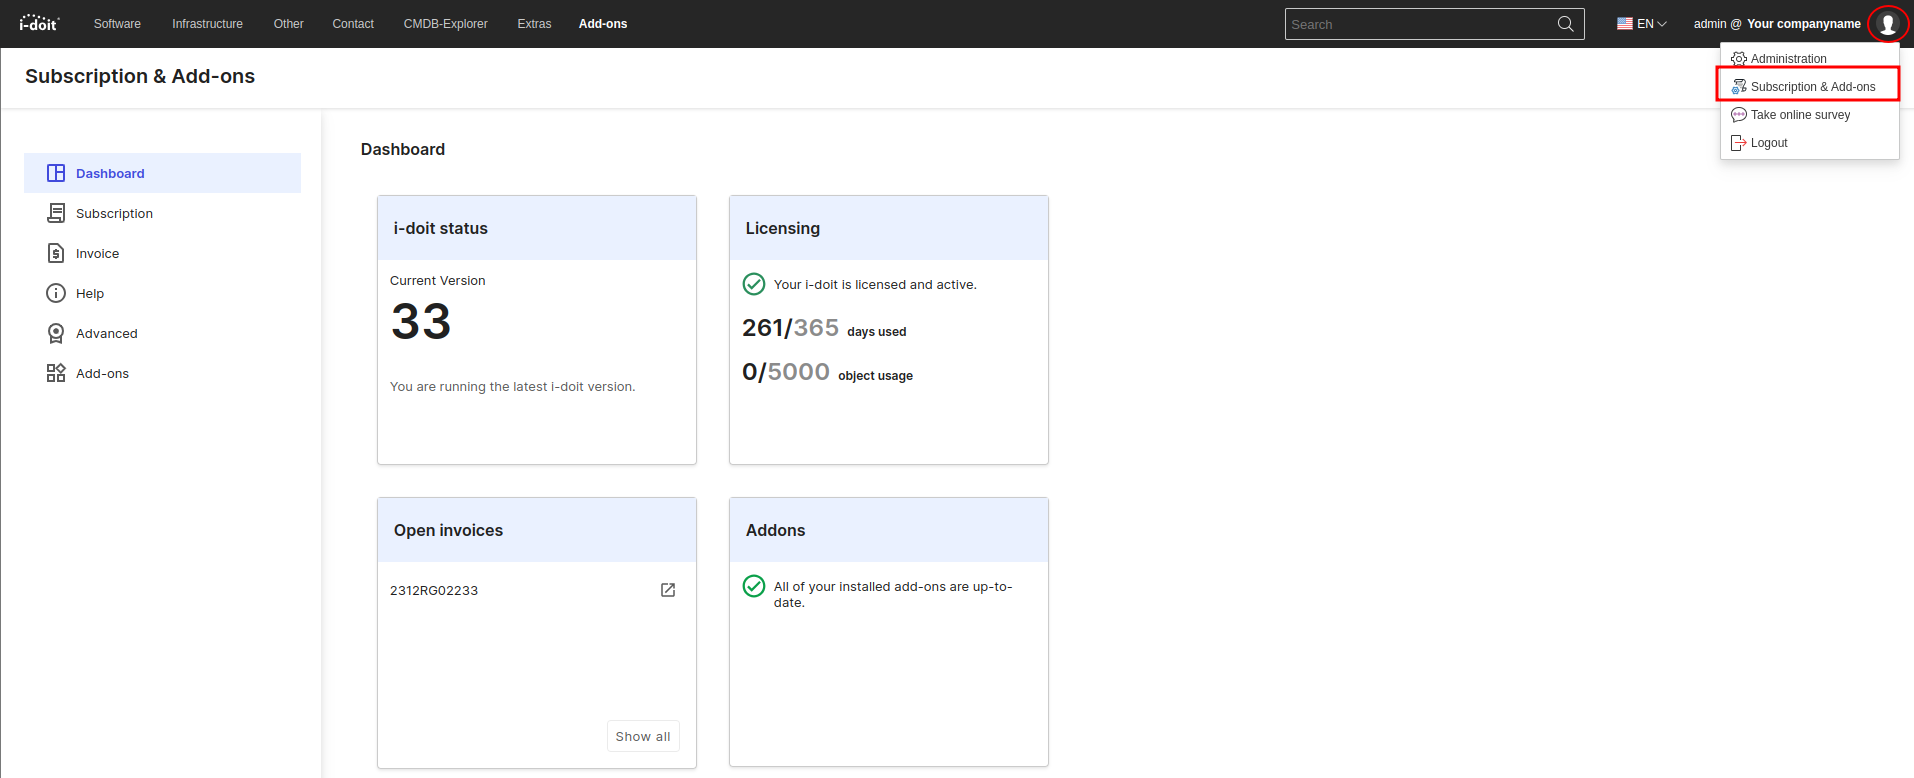 i-doit Software Infrastructure Other Contact CMDB-Explorer Extras Add-ons Search EN admin @ Your companyname
Administration
Subscription & Add-ons
Take online survey
Logout
Subscription & Add-ons
Dashboard
Subscription
Invoice
Help
Advanced
Add-ons
Dashboard
i-doit status
Current Version
33
You are running the latest i-doit version.
Licensing
Your i-doit is licensed and active.
261/365 days used
0/5000 object usage
Open invoices
2312RG02233
Show all
Addons
All of your installed add-ons are up-to-
date.